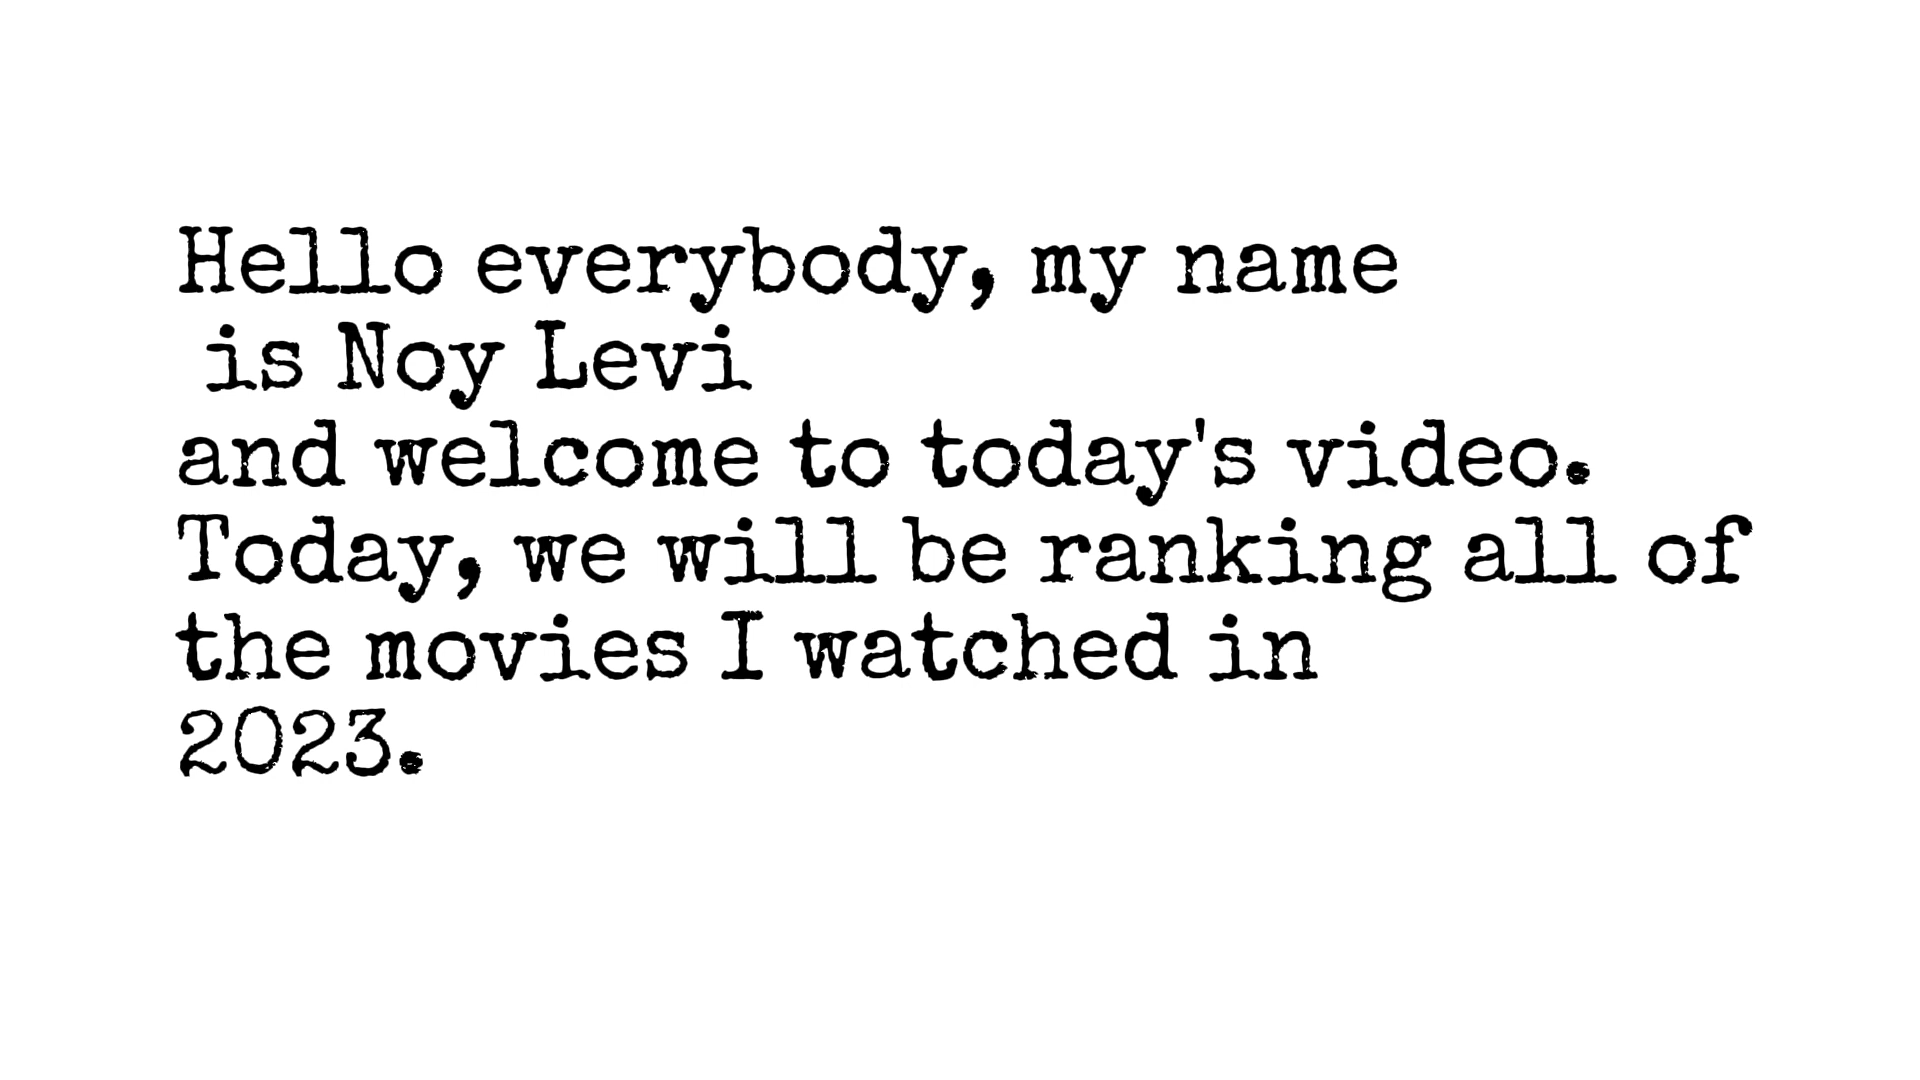 Hello everybody, my name
is Noy Levi
and welcome to today's video.
Today, we will be ranking all of
the movies I watched in
2023.